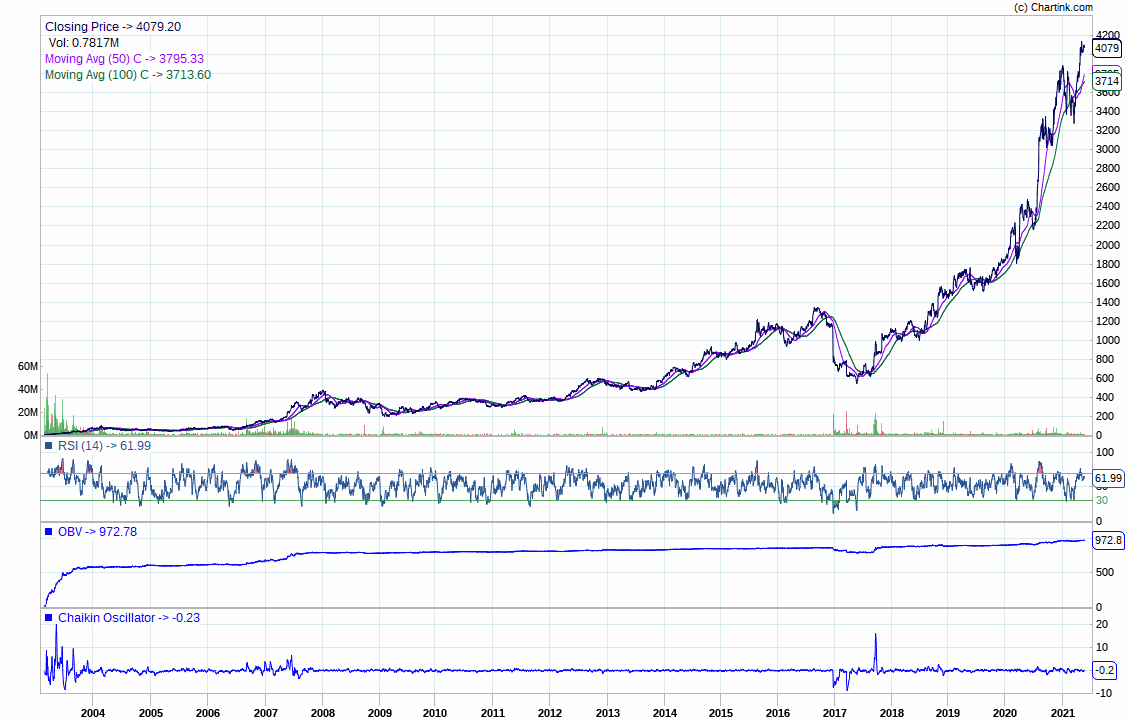 (c) Chartink.com
Closing Price -> 4079.20
Vol: 0.7817M
Moving Avg (50) C -> 3795.33
Moving Avg (100) C -> 3713.60
4200
4079
3714
3600
3400
3200
3000
2800
2600
2400
2200
2000
1800
1600
1400
1200
1000
800
600
400
200
0
60M
40M
20M
0M
RSI (14) -> 61.99
100
61.99
30
0
OBV -> 972.78
972.8
500
0
Chaikin Oscillator -> -0.23
20
10
-0.2
-10
2004 2005 2006 2007 2008 2009 2010 2011 2012 2013 2014 2015 2016 2017 2018 2019 2020 2021